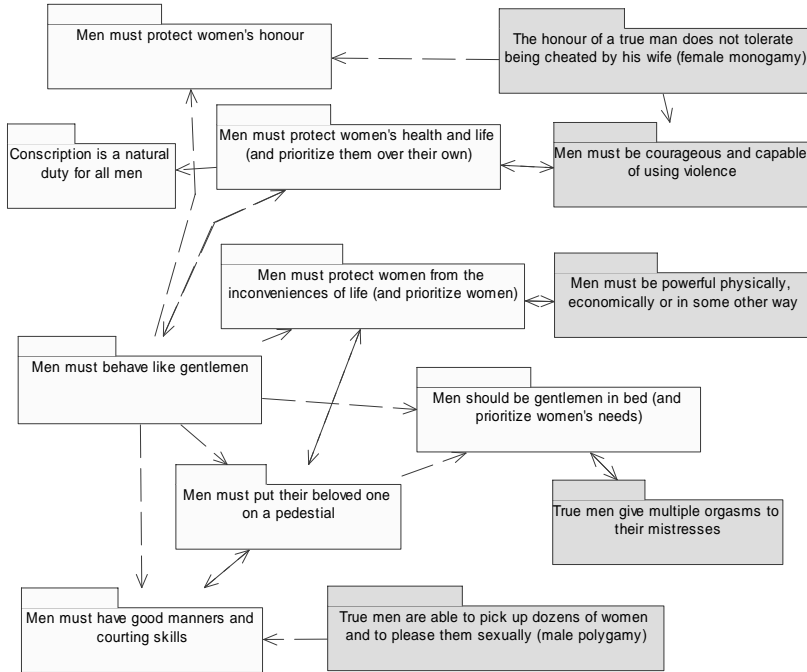 Men must protect women's honour
The honour of a true man does not tolerate
being cheated by his wife (female monogamy)
Men must protect women's health and life
(and prioritize them over their own)
Conscription is a natural
duty for all men
Men must be courageous and capable
of using violence
Men must protect women from the
inconveniences of life (and prioritize women)
Men must be powerful physically,
economically or in some other way
Men must behave like gentlemen
Men should be gentlemen in bed (and
prioritize women's needs)
Men must put their beloved one
on a pedestial
True men give multiple orgasms to
their mistresses
Men must have good manners and
courting skills
True men are able to pick up dozens of women
and to please them sexually (male polygamy)